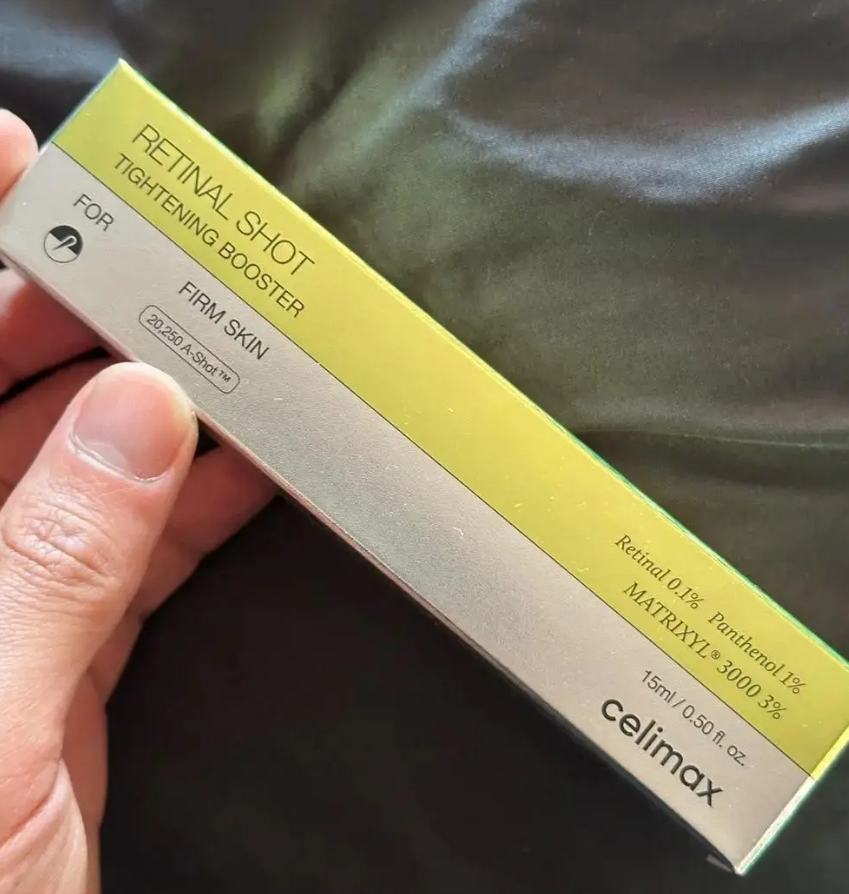 RETINAL SHOT
TIGHTENING BOOSTER
FOR
FIRM SKIN
20,250 A-Shot™
Retinal 0.1% Panthenol 1%
MATRIXYL® 3000 3%
15ml / 0.50 fl. oz.
celimax